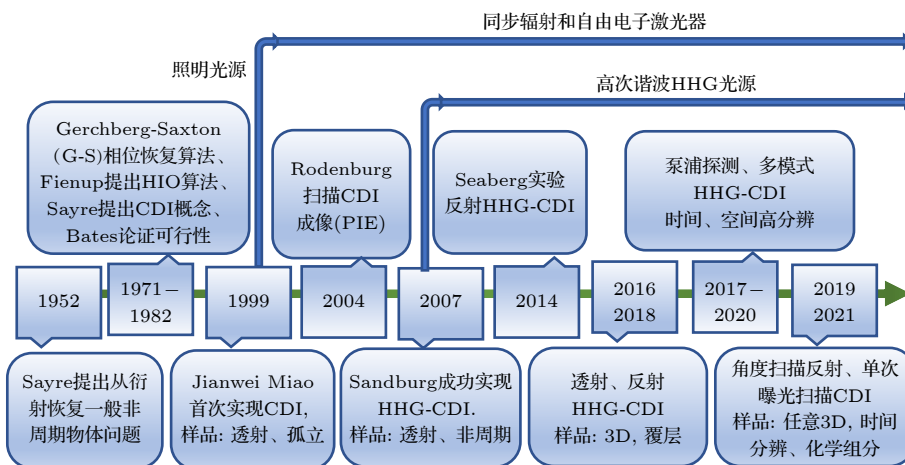 同步辐射和自由电子激光器
照明光源
高次谐波HHG光源
Gerchberg-Saxton
(G-S)相位恢复算法、
Fienup提出HIO算法、
Sayre提出CDI概念、
Bates论证可行性
Rodenburg
扫描CDI
成像(PIE)
Seaberg实验
反射HHG-CDI
泵浦探测、多模式
HHG-CDI
时间、空间高分辨
1952
1971−
1982
1999
2004
2007
2014
2016
2018
2017−
2020
2019
2021
Sayre提出从衍
射恢复一般非
周期物体问题
Jianwei Miao
首次实现CDI,
样品: 透射、孤立
Sandburg成功实现
HHG-CDI.
样品: 透射、非周期
透射、反射
HHG-CDI
样品: 3D, 覆层
角度扫描反射、单次
曝光扫描CDI
样品: 任意3D, 时间
分辨、化学组分